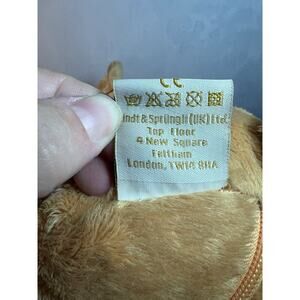 CE
indt & Sprüngli (UK) Ltd.
Top Floor
4 New Square
Feltham
London, TW14 8HA